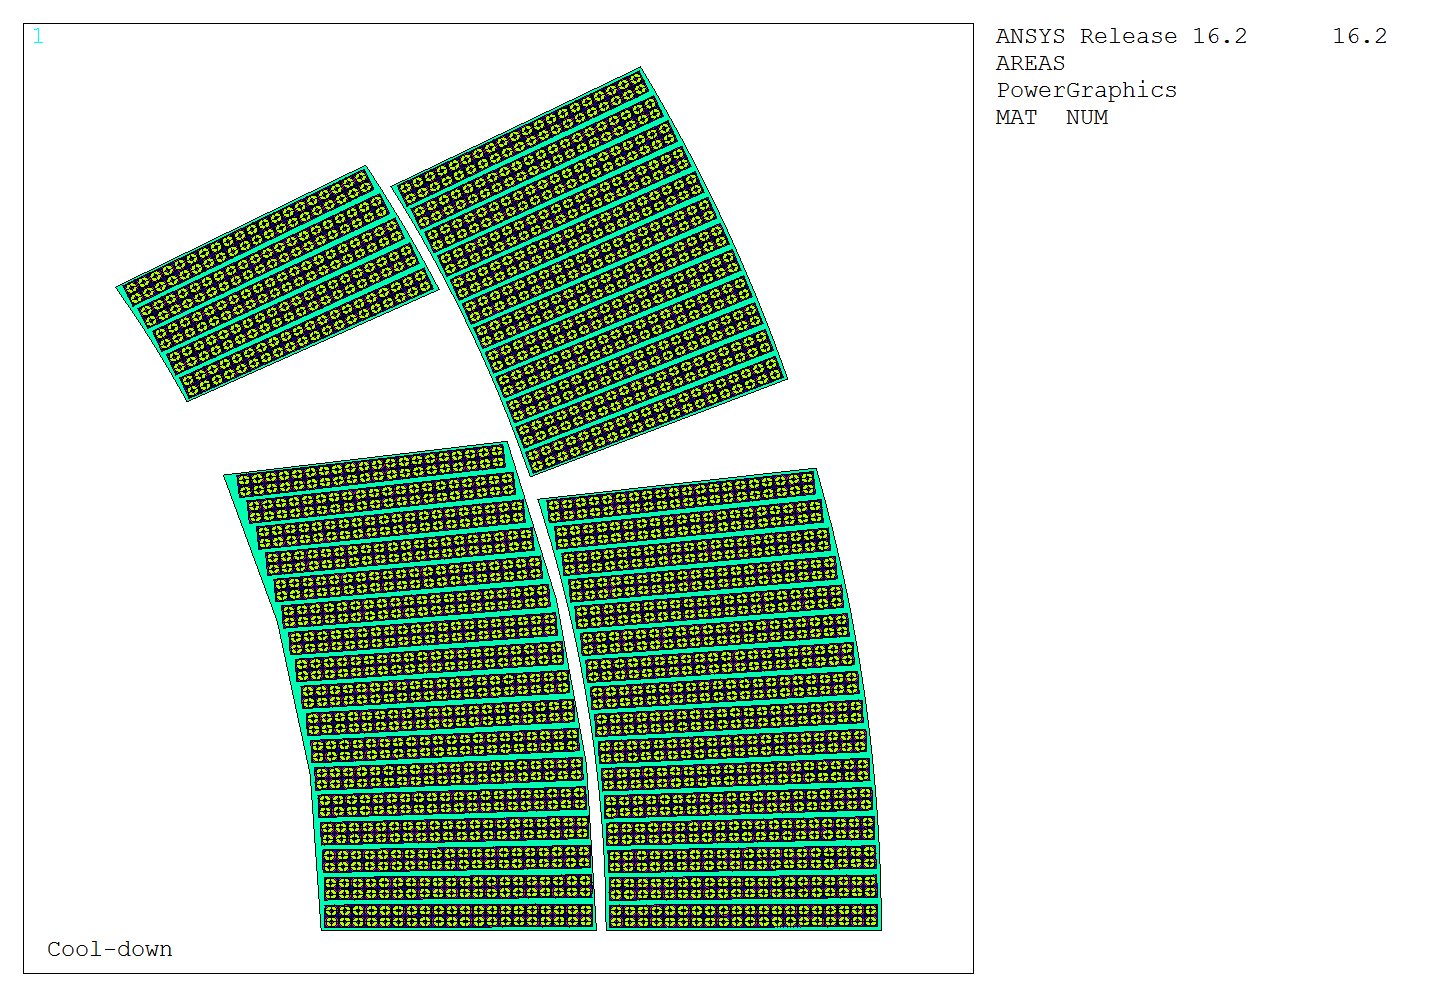 1
ANSYS Release 16.2      16.2
AREAS
PowerGraphics
MAT  NUM
Cool-down